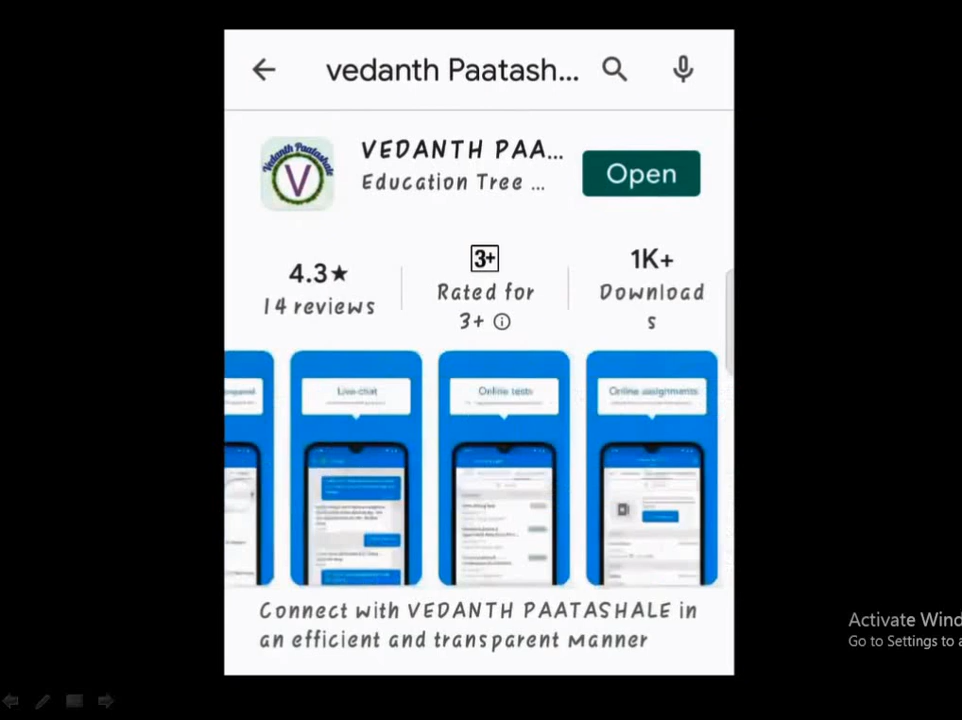 vedanth Paatash...
Vedanth Paatashale
V
VEDANTH PAA...
Education Tree ...
Open
4.3★
14 reviews
3+
Rated for
3+
1K+
Download
s
Live chat
Online tests
Online assignments
Connect with VEDANTH PAATASHALE in
an efficient and transparent manner
Activate Wind
Go to Settings to a